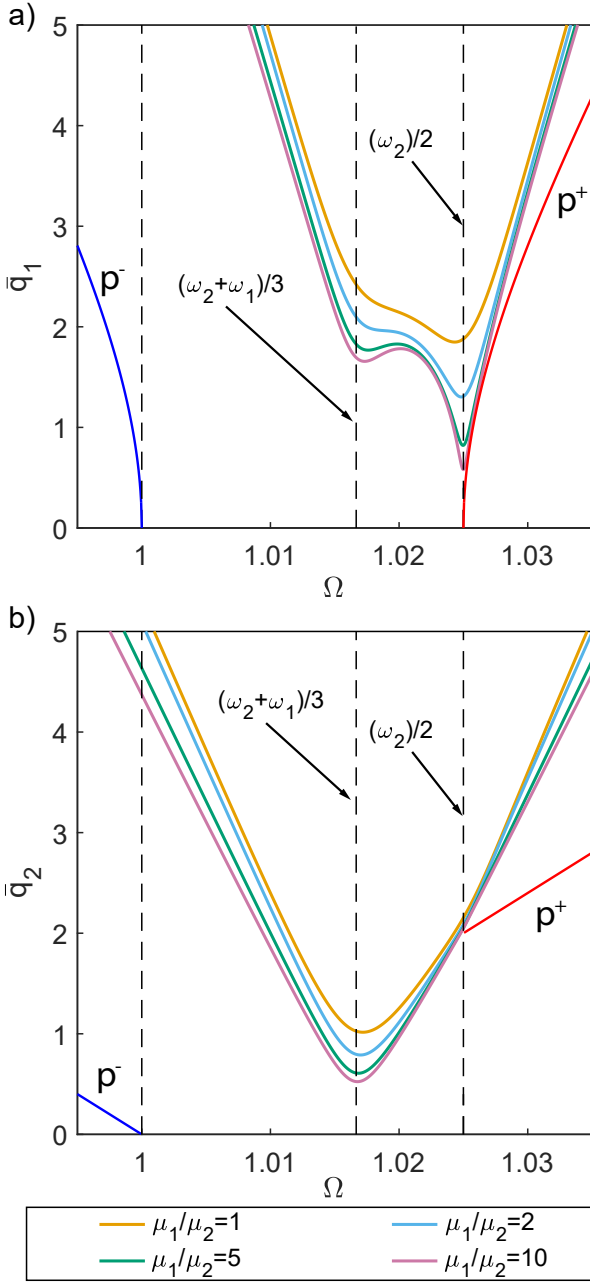 a)
5
4
3
2
1
0
q̄₁
p⁻
(ω₂)/2
(ω₂+ω₁)/3
p⁺
1
1.01
1.02
1.03
Ω
b)
5
4
3
2
1
0
q̄₂
(ω₂+ω₁)/3
(ω₂)/2
p⁺
p⁻
1
1.01
1.02
1.03
Ω
μ₁/μ₂=1
μ₁/μ₂=2
μ₁/μ₂=5
μ₁/μ₂=10